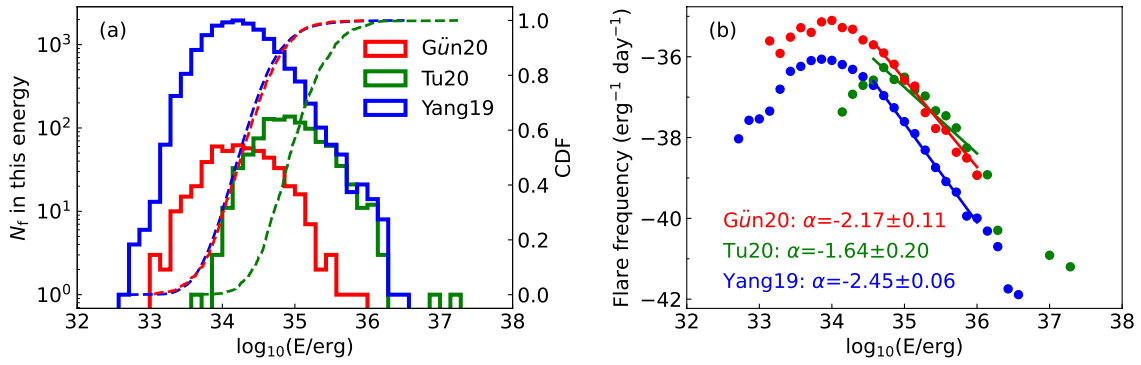 (a)
Gün20
Tu20
Yang19
N_f in this energy
10³
10²
10¹
10⁰
1.0
0.8
0.6
0.4
0.2
0.0
CDF
32 33 34 35 36 37 38
log₁₀(E/erg)
(b)
Flare frequency (erg⁻¹ day⁻¹)
−36
−38
−40
−42
Gün20: α=-2.17±0.11
Tu20: α=-1.64±0.20
Yang19: α=-2.45±0.06
32 33 34 35 36 37 38
log₁₀(E/erg)